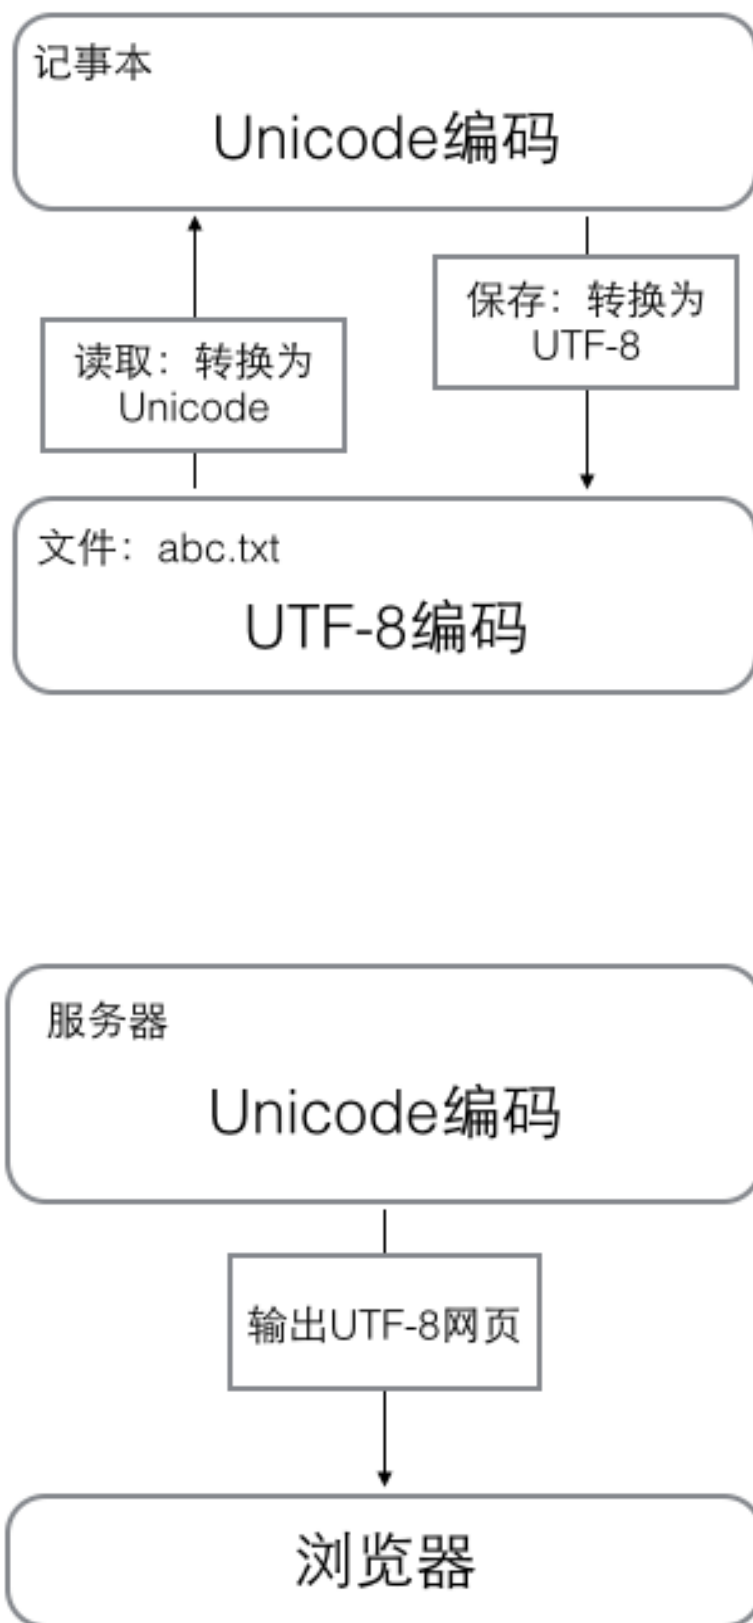 记事本
Unicode编码
读取：转换为
Unicode
保存：转换为
UTF-8
文件：abc.txt
UTF-8编码
服务器
Unicode编码
输出UTF-8网页
浏览器